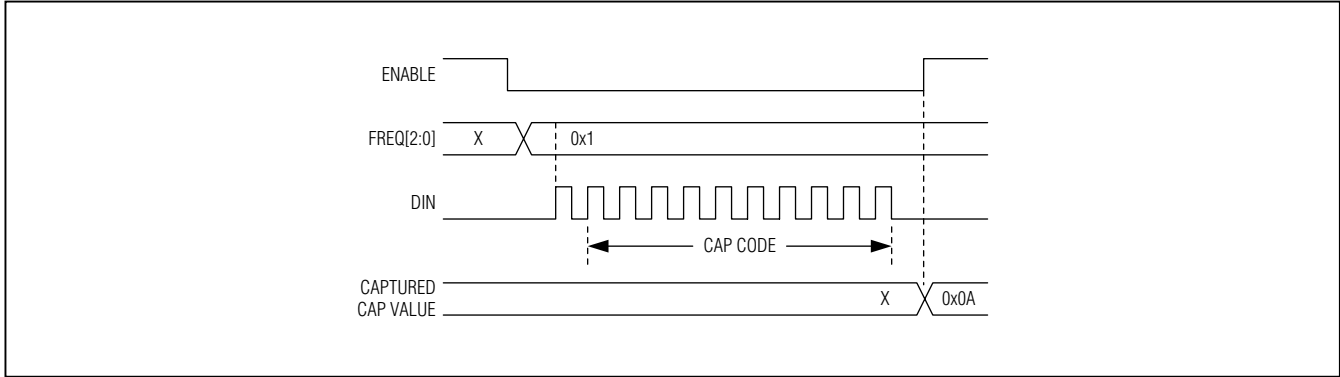 ENABLE
FREQ[2:0] X 0x1
DIN
CAP CODE
CAPTURED
CAP VALUE X 0x0A